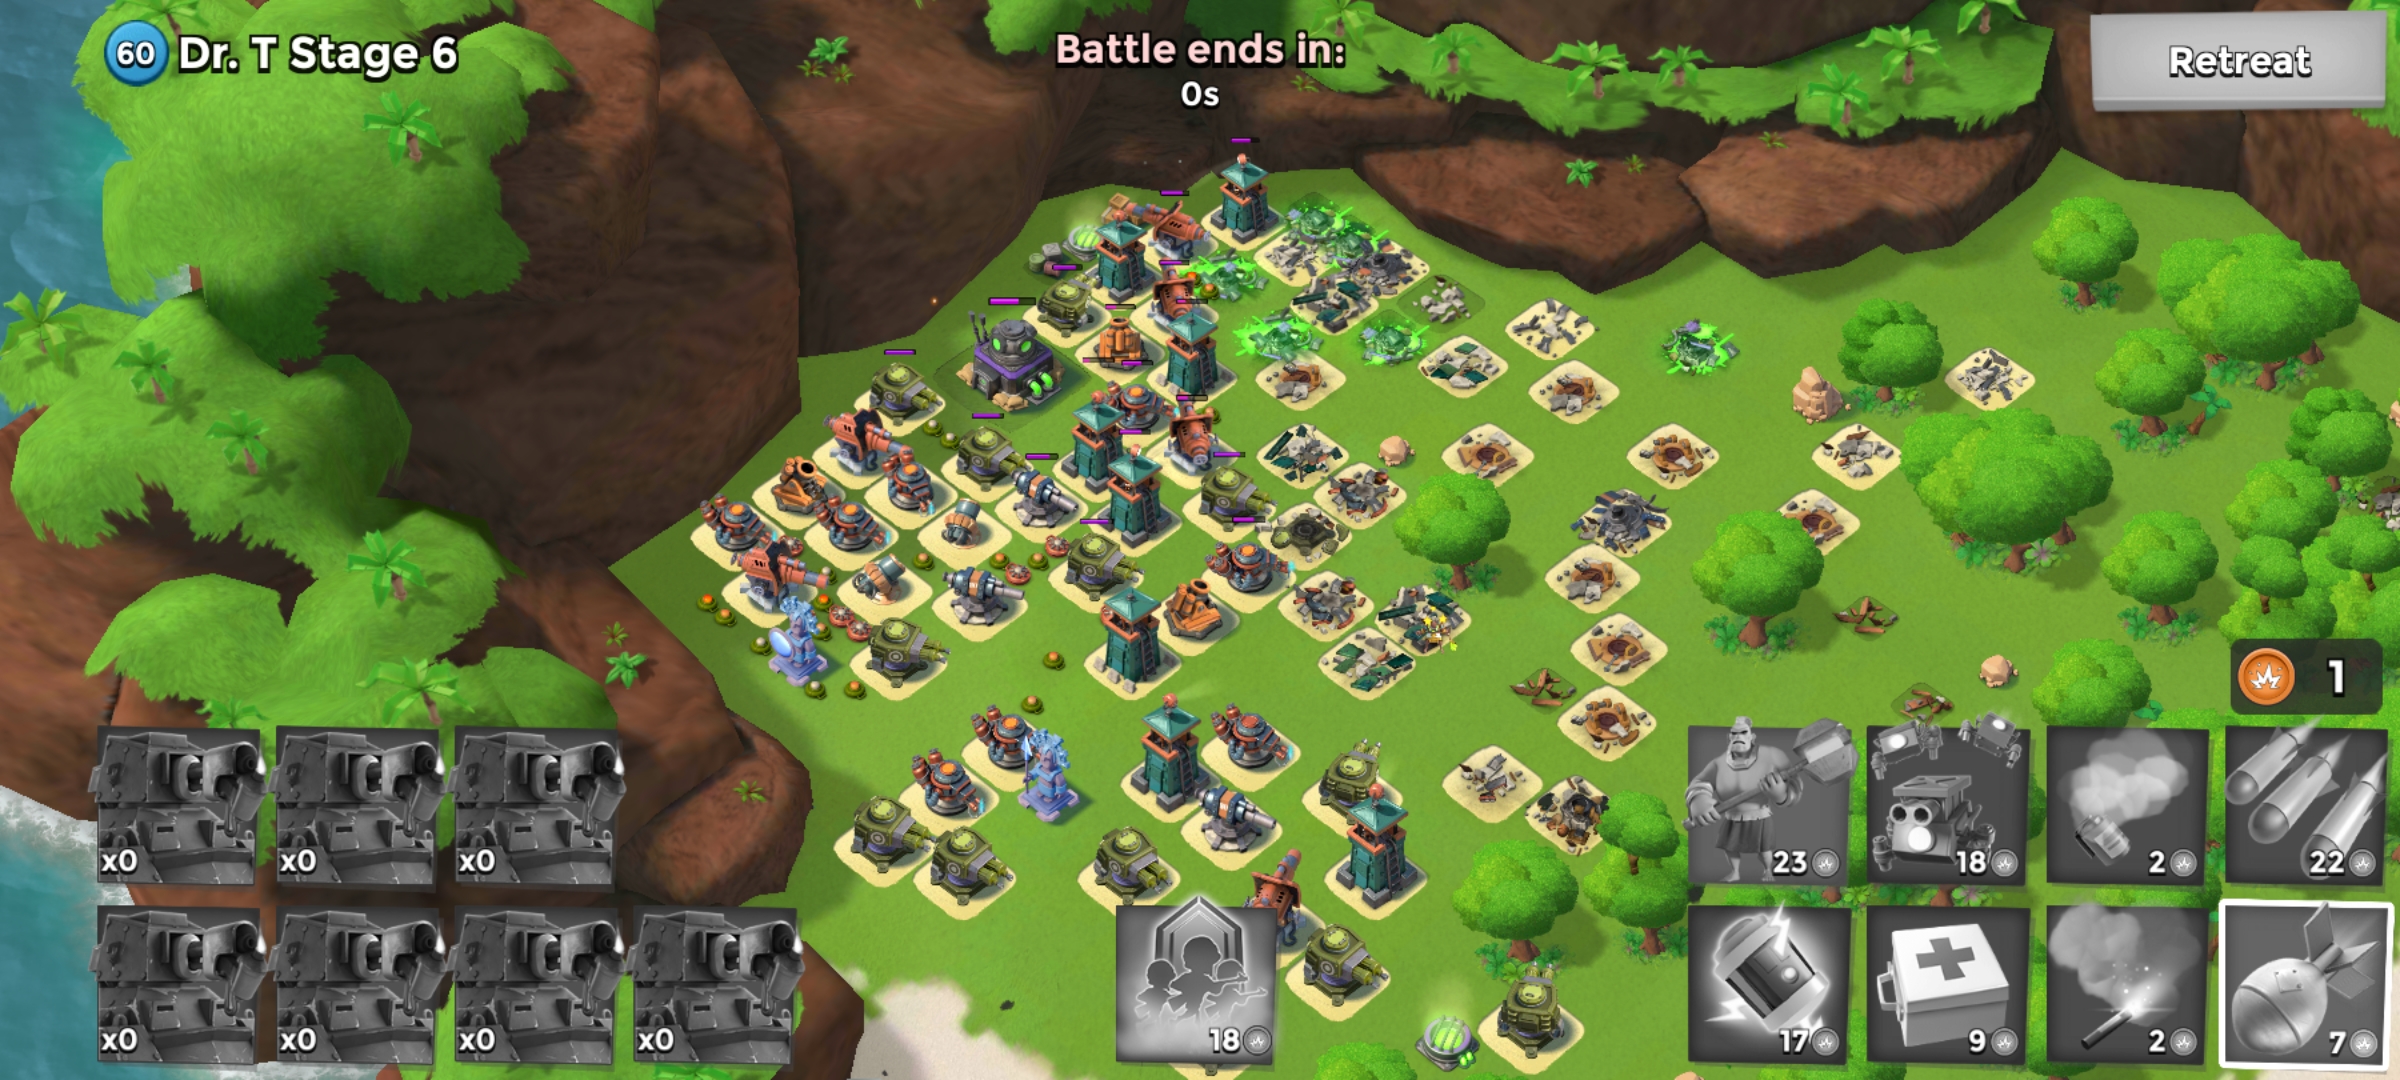 60 Dr. T Stage 6
Battle ends in:
0s
Retreat
1
x0 x0 x0
23 18 2 22
x0 x0 x0 x0
18
17 9 2 7